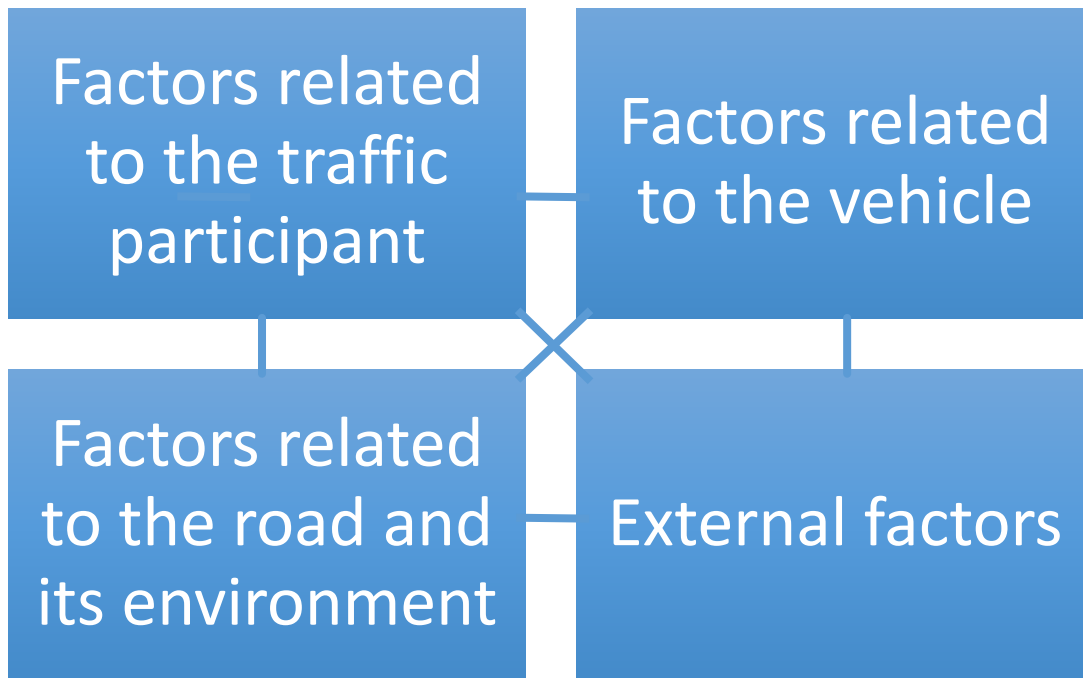 Factors related
to the traffic
participant
Factors related
to the vehicle
Factors related
to the road and
its environment
External factors